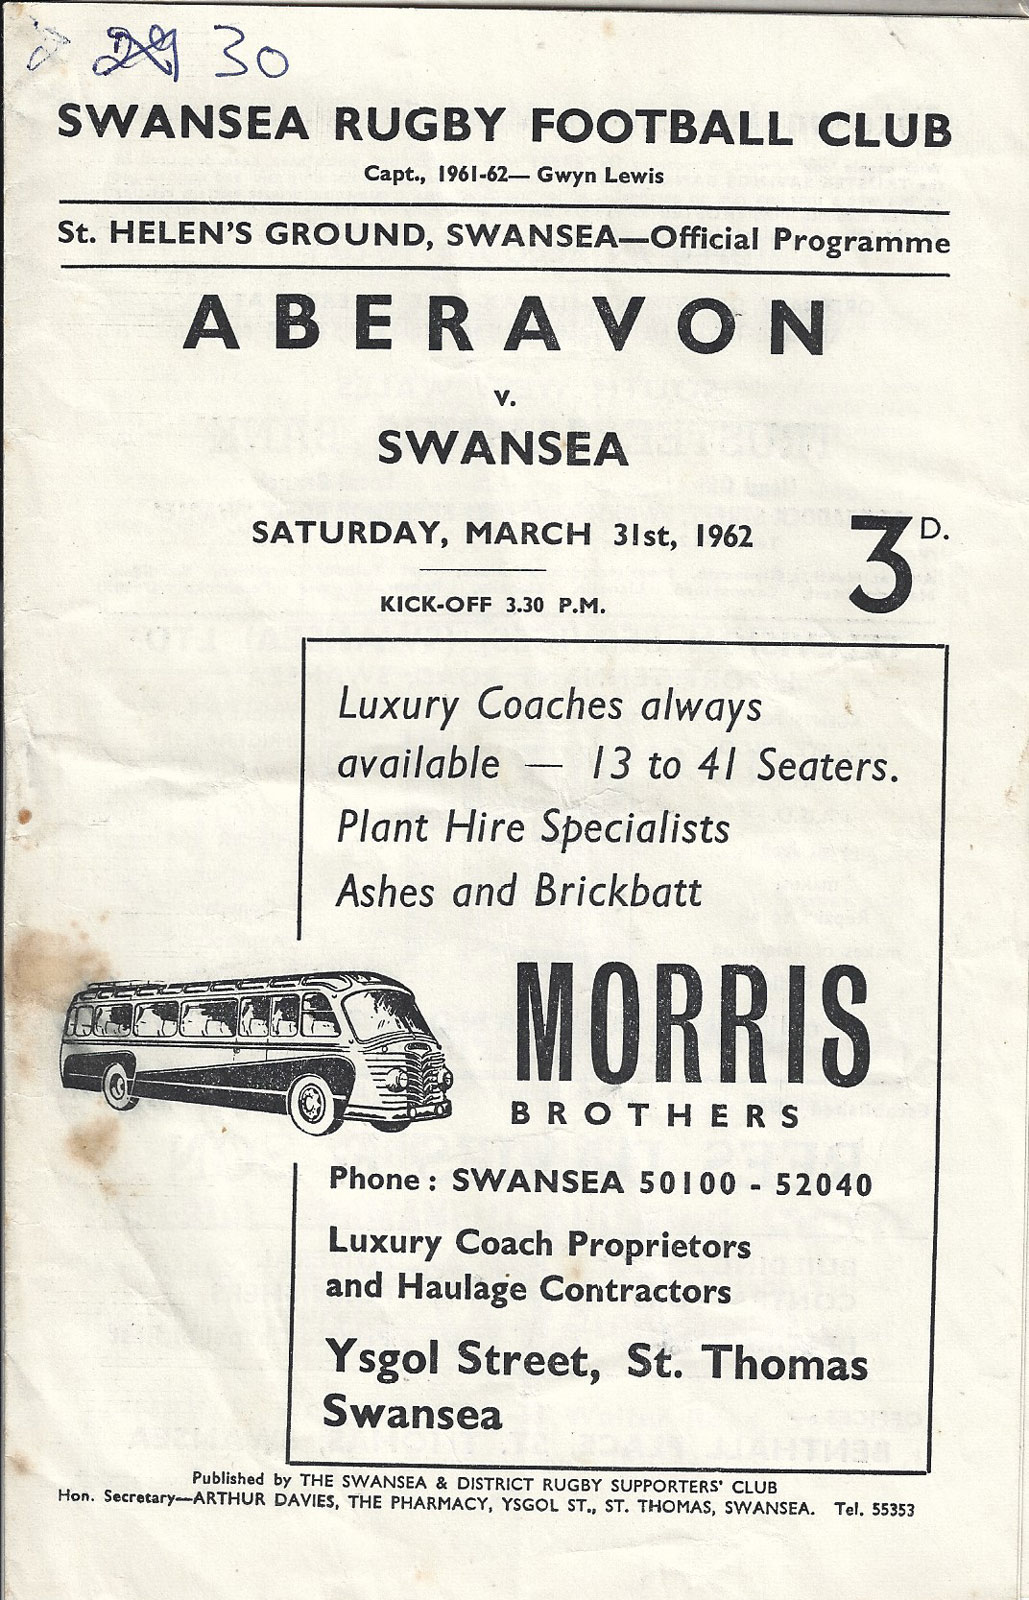 30
SWANSEA RUGBY FOOTBALL CLUB
Capt., 1961-62— Gwyn Lewis
St. HELEN'S GROUND, SWANSEA—Official Programme
ABERAVON
v.
SWANSEA
SATURDAY, MARCH 31st, 1962
3D.
KICK-OFF 3.30 P.M.
Luxury Coaches always
available — 13 to 41 Seaters.
Plant Hire Specialists
Ashes and Brickbatt
MORRIS
BROTHERS
Phone: SWANSEA 50100 - 52040
Luxury Coach Proprietors
and Haulage Contractors
Ysgol Street, St. Thomas
Swansea
Published by THE SWANSEA & DISTRICT RUGBY SUPPORTERS' CLUB
Hon. Secretary—ARTHUR DAVIES, THE PHARMACY, YSGOL ST., ST. THOMAS, SWANSEA. Tel. 55353